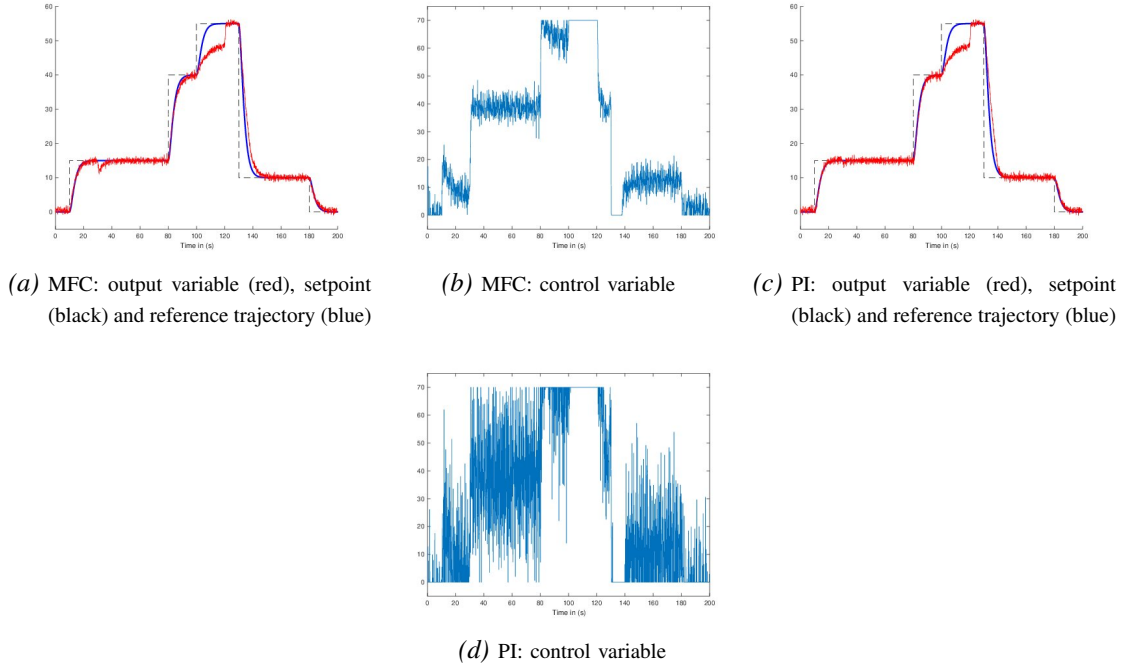 60
50
40
30
20
10
0
0 20 40 60 80 100 120 140 160 180 200
Time in (s)
(a) MFC: output variable (red), setpoint
(black) and reference trajectory (blue)
70
60
50
40
30
20
10
0
0 20 40 60 80 100 120 140 160 180 200
Time in (s)
(b) MFC: control variable
60
50
40
30
20
10
0
0 20 40 60 80 100 120 140 160 180 200
Time in (s)
(c) PI: output variable (red), setpoint
(black) and reference trajectory (blue)
70
60
50
40
30
20
10
0
0 20 40 60 80 100 120 140 160 180 200
Time in (s)
(d) PI: control variable